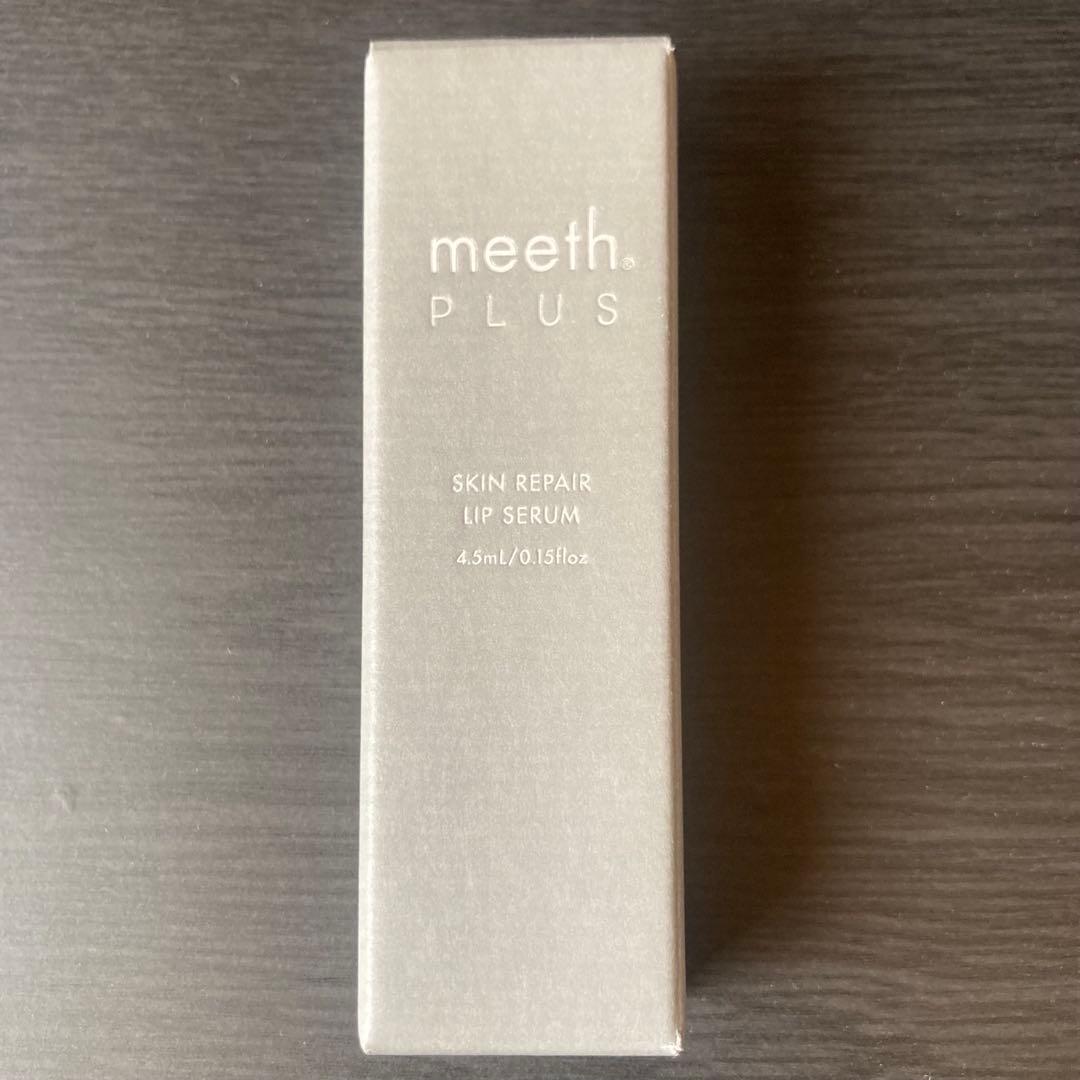 meeth®
PLUS
SKIN REPAIR
LIP SERUM
4.5mL/0.15floz